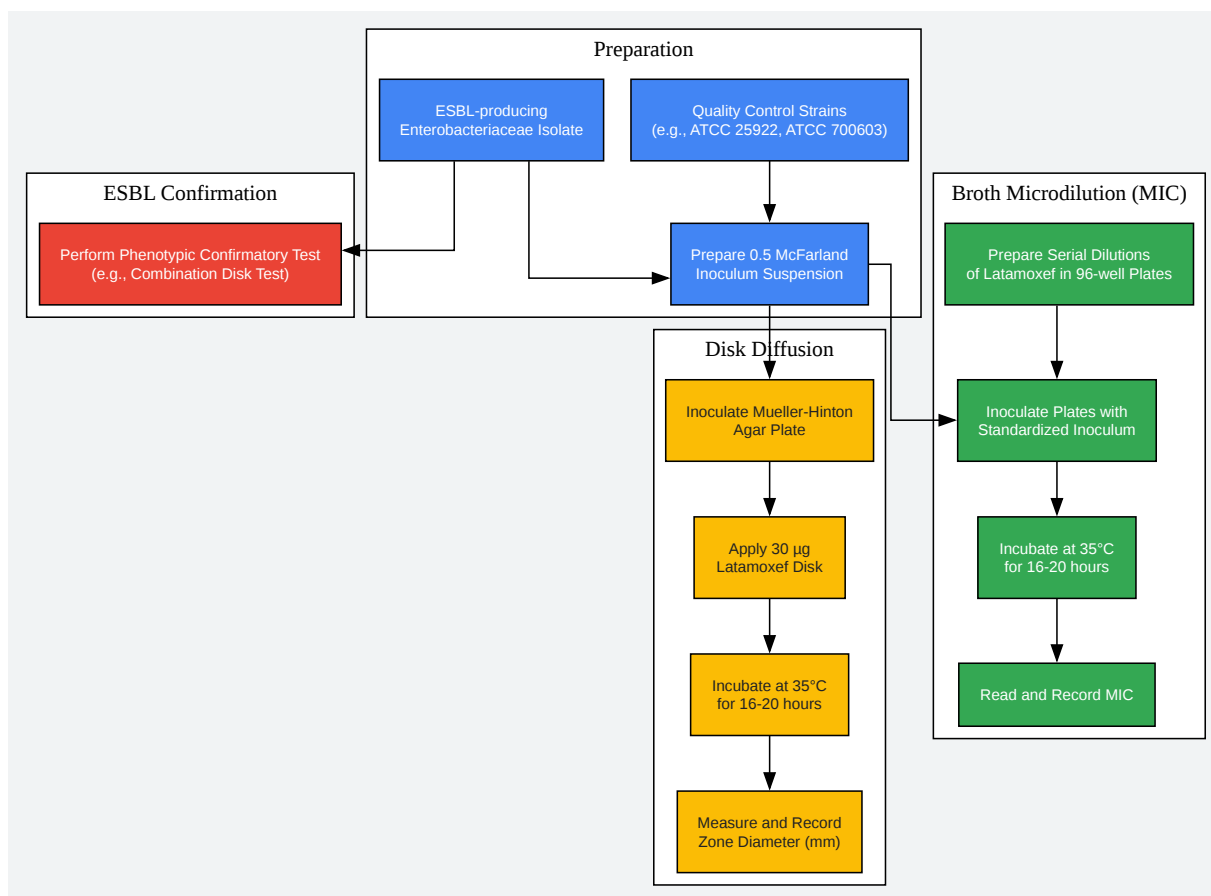 Preparation
ESBL-producing
Enterobacteriaceae Isolate
Quality Control Strains
(e.g., ATCC 25922, ATCC 700603)
Prepare 0.5 McFarland
Inoculum Suspension
ESBL Confirmation
Perform Phenotypic Confirmatory Test
(e.g., Combination Disk Test)
Disk Diffusion
Inoculate Mueller-Hinton
Agar Plate
Apply 30 µg
Latamoxef Disk
Incubate at 35°C
for 16-20 hours
Measure and Record
Zone Diameter (mm)
Broth Microdilution (MIC)
Prepare Serial Dilutions
of Latamoxef in 96-well Plates
Inoculate Plates with
Standardized Inoculum
Incubate at 35°C
for 16-20 hours
Read and Record MIC